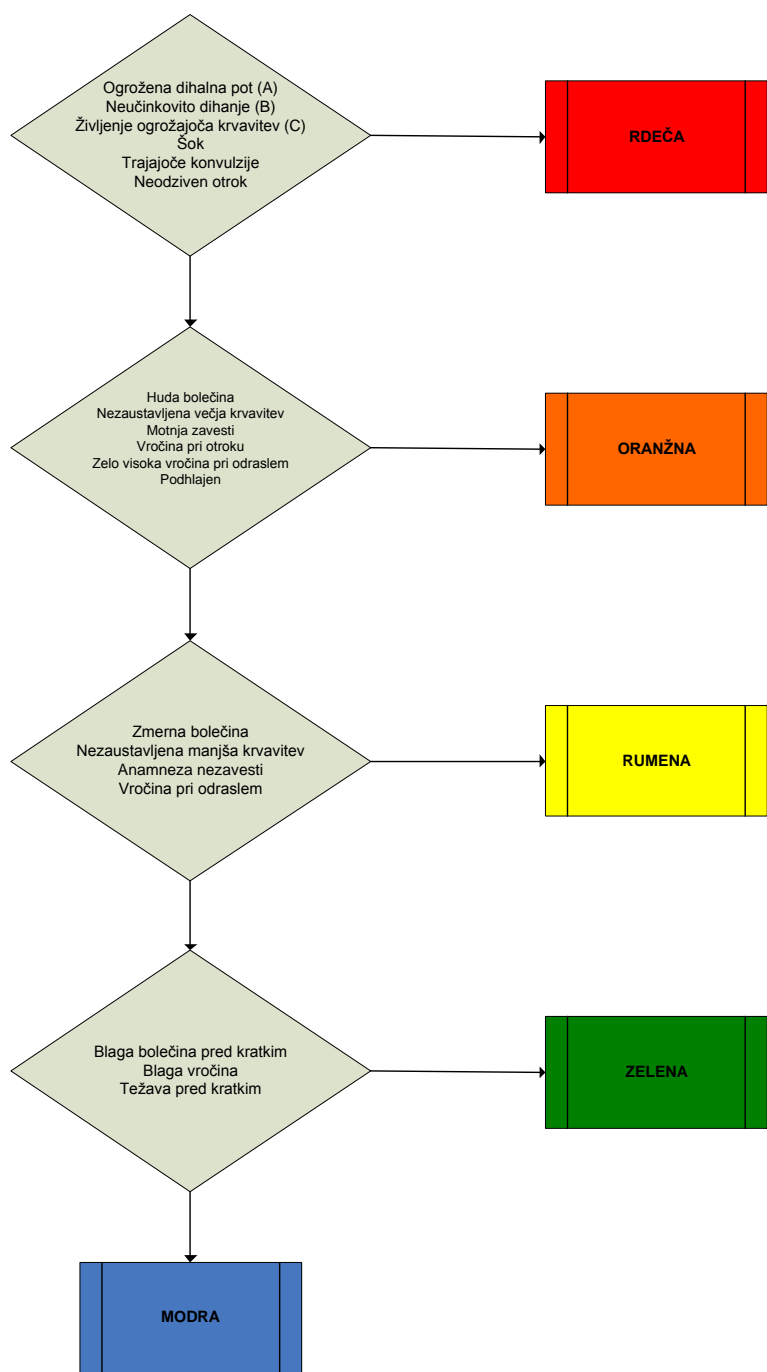 Ogrožena dihalna pot (A)
Neučinkovito dihanje (B)
Življenje ogrožajoča krvavitev (C)
Šok
Trajajoče konvulzije
Neodziven otrok
RDEČA
Huda bolečina
Nezaustavljena večja krvavitev
Motnja zavesti
Vročina pri otroku
Zelo visoka vročina pri odraslem
Podhlajen
ORANŽNA
Zmerna bolečina
Nezaustavljena manjša krvavitev
Anamneza nezavesti
Vročina pri odraslem
RUMENA
Blaga bolečina pred kratkim
Blaga vročina
Težava pred kratkim
ZELENA
MODRA